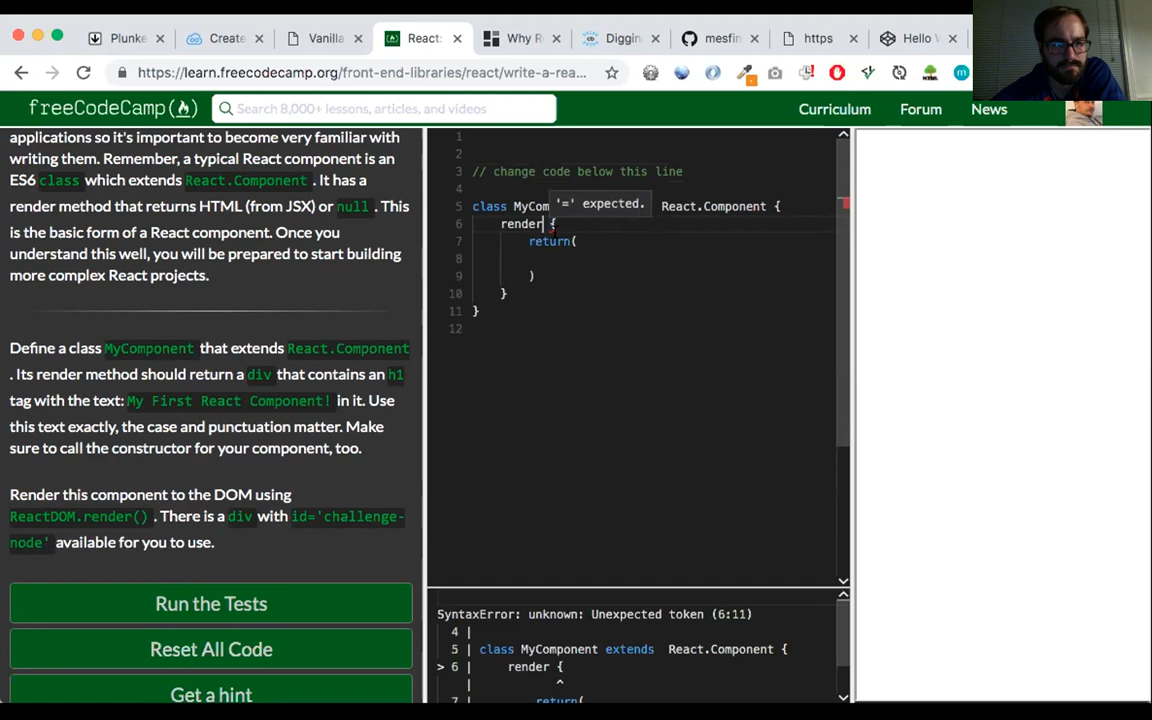 Plunke
Create
Vanilla
React:
Why R
Diggin
mesfin
https
Hello W
https://learn.freecodecamp.org/front-end-libraries/react/write-a-rea...
freeCodeCamp
Search 8,000+ lessons, articles, and videos
Curriculum Forum News
applications so it's important to become very familiar with
writing them. Remember, a typical React component is an
ES6 class which extends React.Component . It has a
render method that returns HTML (from JSX) or null . This
is the basic form of a React component. Once you
understand this well, you will be prepared to start building
more complex React projects.
Define a class MyComponent that extends React.Component
. Its render method should return a div that contains an h1
tag with the text: My First React Component! in it. Use
this text exactly, the case and punctuation matter. Make
sure to call the constructor for your component, too.
Render this component to the DOM using
ReactDOM.render() . There is a div with id='challenge-
node' available for you to use.
Run the Tests
Reset All Code
Get a hint
1
2
3 // change code below this line
4
5 class MyCom React.Component {
'=' expected.
6 render {
7 return(
8
9 )
10 }
11 }
12
SyntaxError: unknown: Unexpected token (6:11)
4 |
5 | class MyComponent extends React.Component {
> 6 | render {
| ^
7 | return(